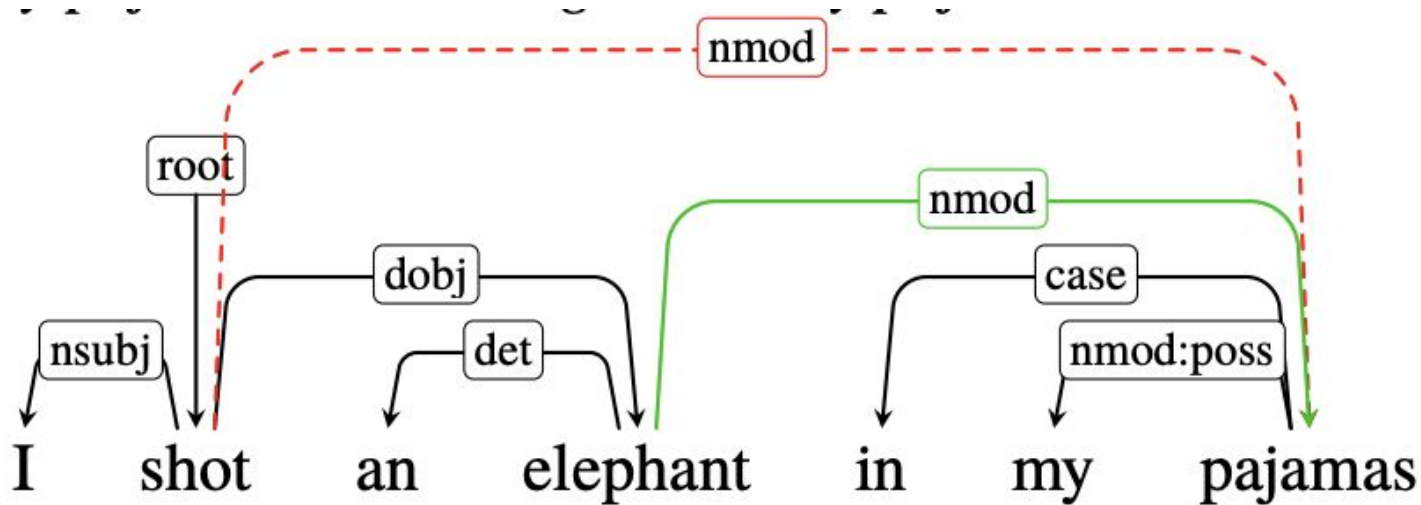 nmod
root
nmod
dobj
case
nsubj
det
nmod:poss
I shot an elephant in my pajamas